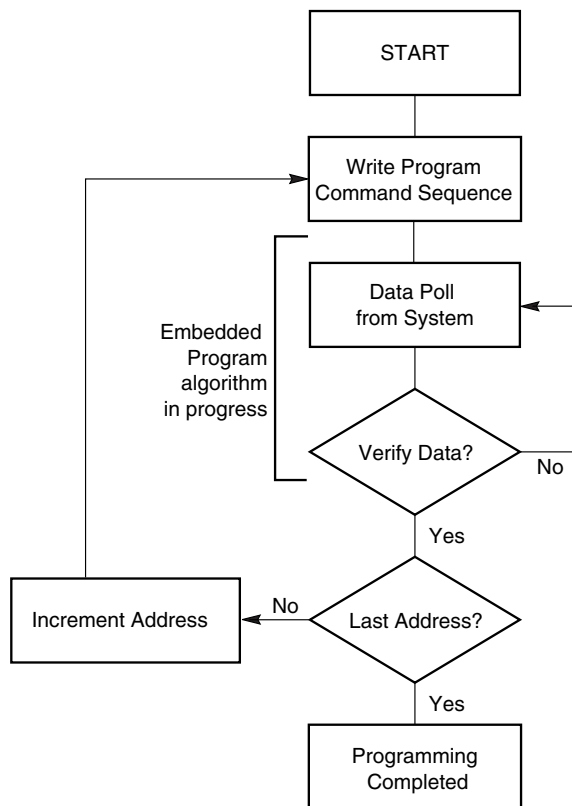 START
Write Program
Command Sequence
Data Poll
from System
Embedded
Program
algorithm
in progress
Verify Data?
No
Yes
Last Address?
No
Increment Address
Yes
Programming
Completed